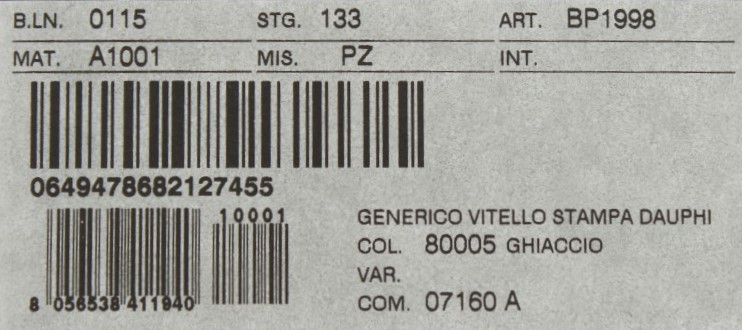 B.LN. 0115 STG. 133 ART. BP1998
MAT. A1001 MIS. PZ INT.
0649478682127455
10001
GENERICO VITELLO STAMPA DAUPHI
COL. 80005 GHIACCIO
VAR.
COM. 07160 A
8 056538 411940